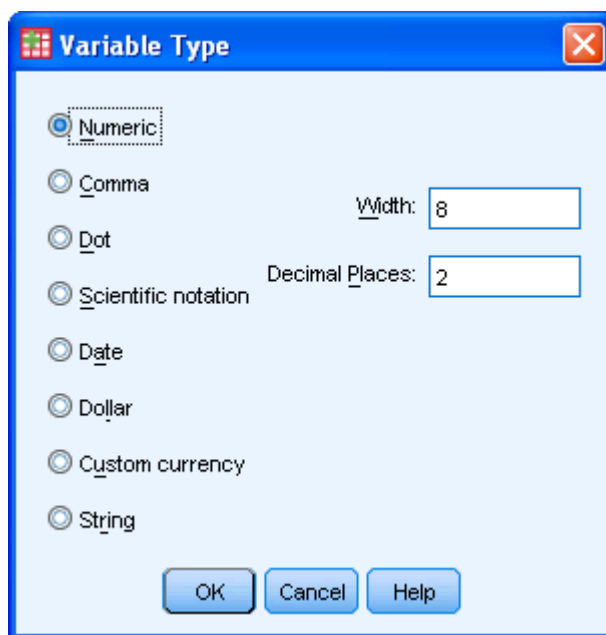 Variable Type
Numeric
Comma
Width: 8
Dot
Decimal Places: 2
Scientific notation
Date
Dollar
Custom currency
String
OK Cancel Help